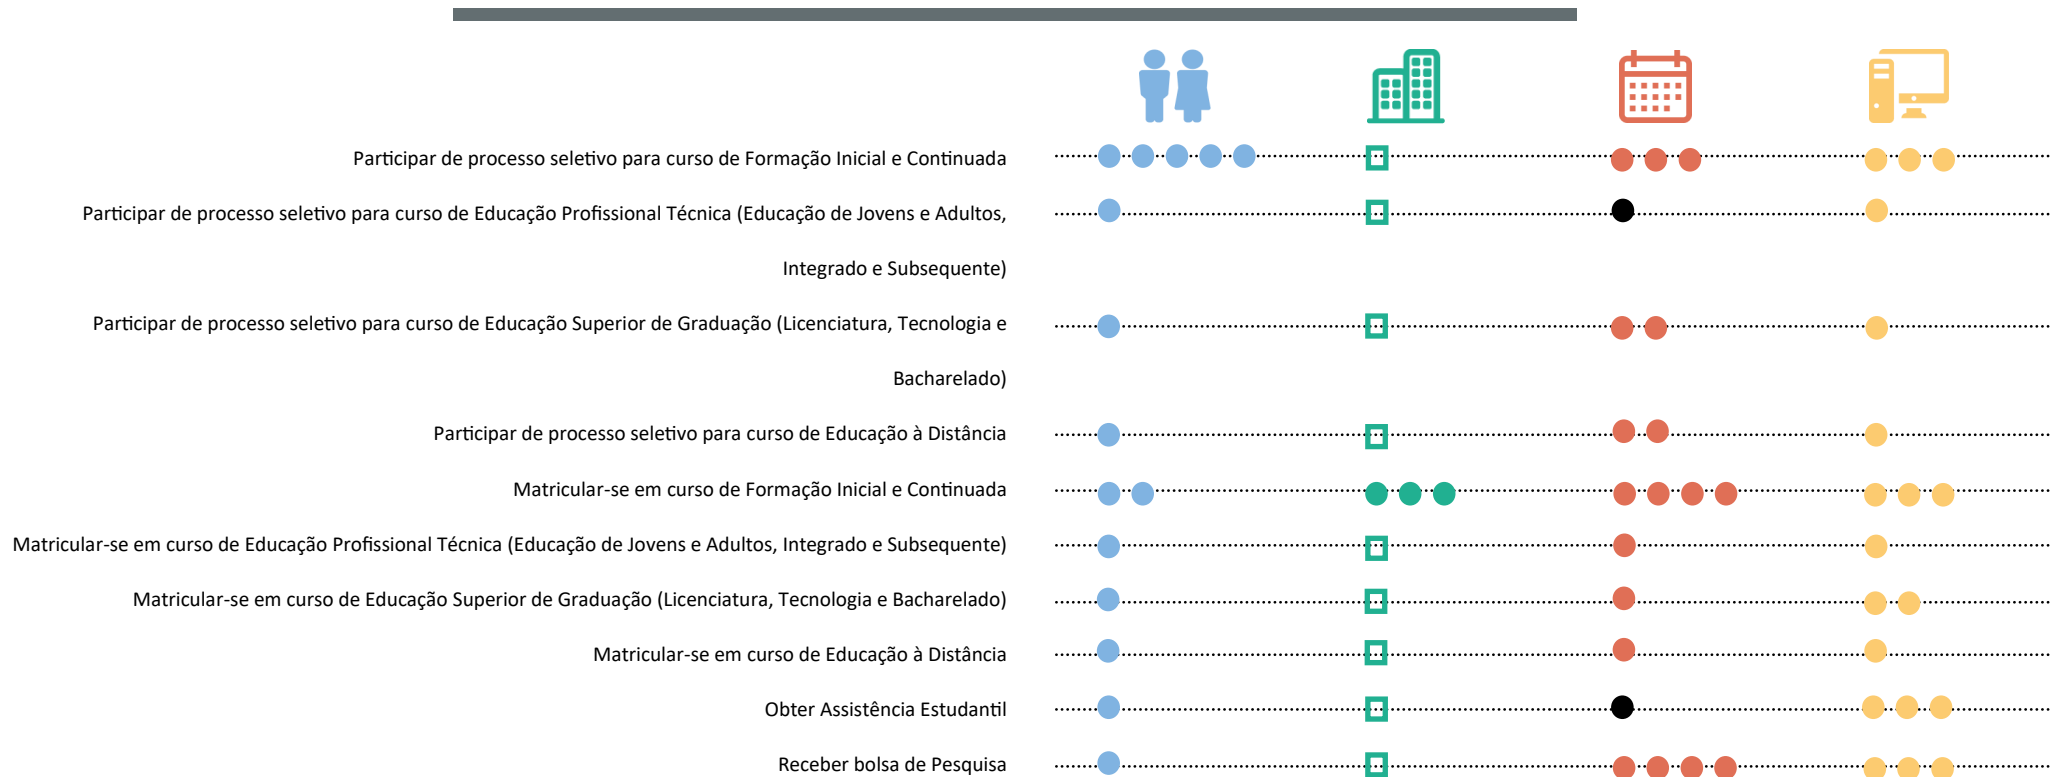 Participar de processo seletivo para curso de Formação Inicial e Continuada
Participar de processo seletivo para curso de Educação Profissional Técnica (Educação de Jovens e Adultos,
Integrado e Subsequente)
Participar de processo seletivo para curso de Educação Superior de Graduação (Licenciatura, Tecnologia e
Bacharelado)
Participar de processo seletivo para curso de Educação à Distância
Matricular-se em curso de Formação Inicial e Continuada
Matricular-se em curso de Educação Profissional Técnica (Educação de Jovens e Adultos, Integrado e Subsequente)
Matricular-se em curso de Educação Superior de Graduação (Licenciatura, Tecnologia e Bacharelado)
Matricular-se em curso de Educação à Distância
Obter Assistência Estudantil
Receber bolsa de Pesquisa